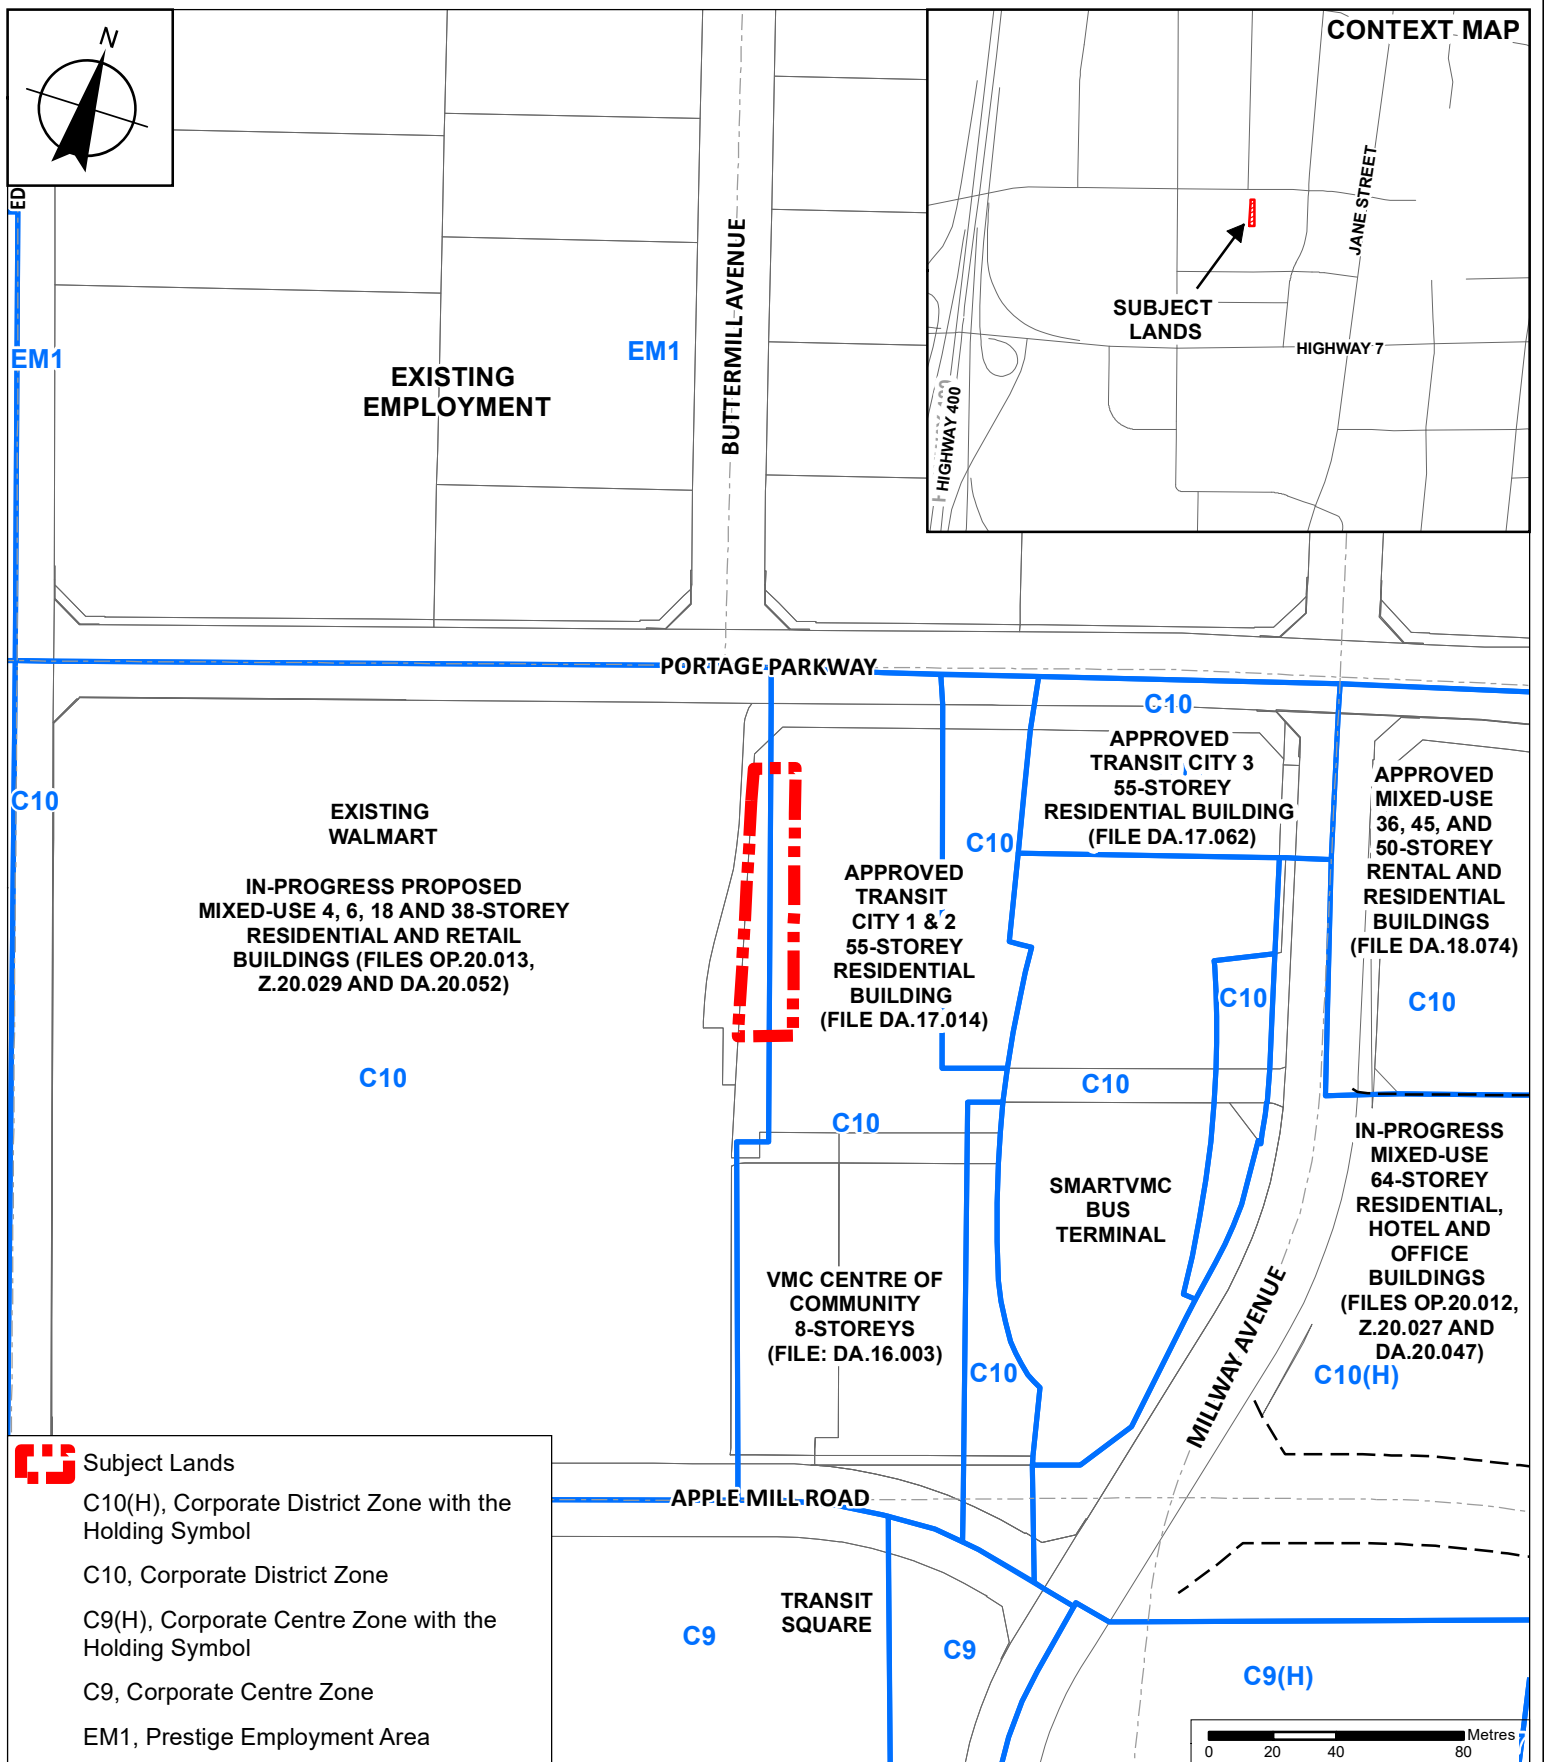 N
CONTEXT MAP
JANE STREET
SUBJECT
LANDS
HIGHWAY 7
HIGHWAY 400
ED
EM1
EM1
EXISTING
EMPLOYMENT
BUTTERMILL AVENUE
PORTAGE PARKWAY
C10
C10
EXISTING
WALMART
IN-PROGRESS PROPOSED
MIXED-USE 4, 6, 18 AND 38-STOREY
RESIDENTIAL AND RETAIL
BUILDINGS (FILES OP.20.013,
Z.20.029 AND DA.20.052)
C10
APPROVED
TRANSIT
CITY 1 & 2
55-STOREY
RESIDENTIAL
BUILDING
(FILE DA.17.014)
C10
APPROVED
TRANSIT CITY 3
55-STOREY
RESIDENTIAL BUILDING
(FILE DA.17.062)
APPROVED
MIXED-USE
36, 45, AND
50-STOREY
RENTAL AND
RESIDENTIAL
BUILDINGS
(FILE DA.18.074)
C10
C10
C10
C10
SMARTVMC
BUS
TERMINAL
VMC CENTRE OF
COMMUNITY
8-STOREYS
(FILE: DA.16.003)
C10
MILLWAY AVENUE
IN-PROGRESS
MIXED-USE
64-STOREY
RESIDENTIAL,
HOTEL AND
OFFICE
BUILDINGS
(FILES OP.20.012,
Z.20.027 AND
DA.20.047)
C10(H)
APPLE MILL ROAD
TRANSIT
SQUARE
C9
C9
C9(H)
Subject Lands
C10(H), Corporate District Zone with the
Holding Symbol
C10, Corporate District Zone
C9(H), Corporate Centre Zone with the
Holding Symbol
C9, Corporate Centre Zone
EM1, Prestige Employment Area
Metres
0 20 40 80